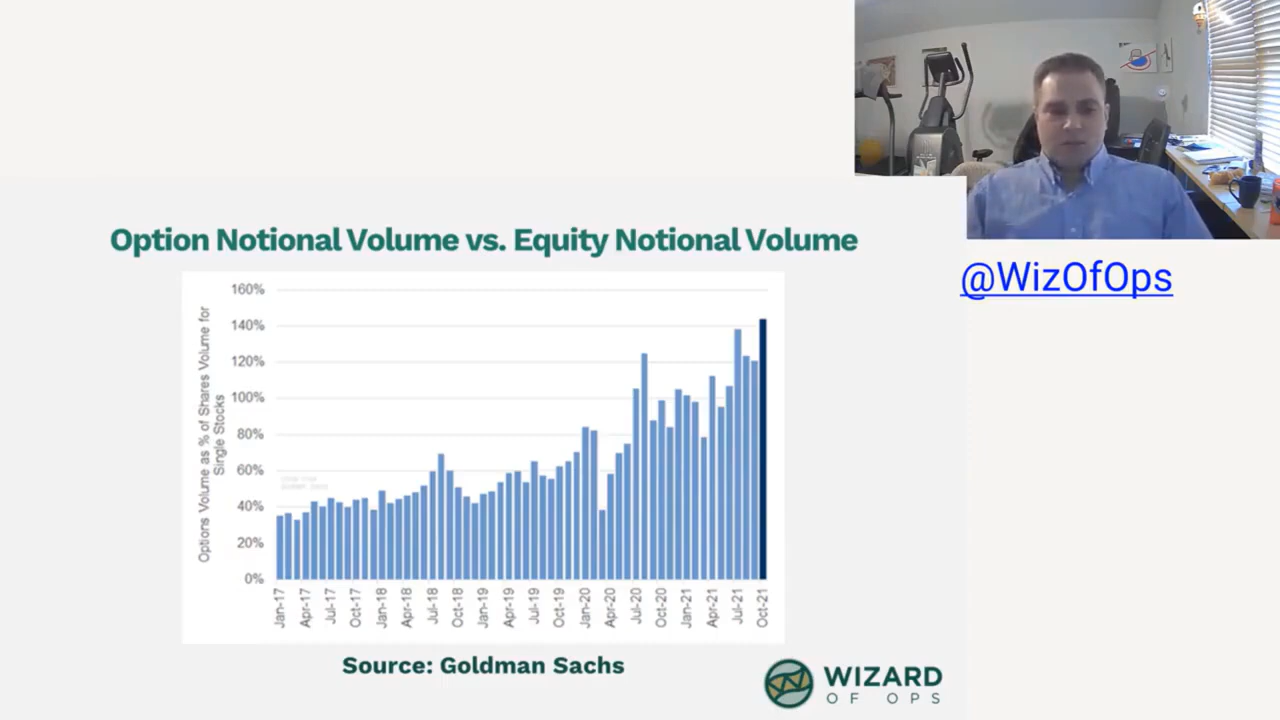 Option Notional Volume vs. Equity Notional Volume
@WizOfOps
Options Volume as % of Shares Volume for
Single Stocks
160%
140%
120%
100%
80%
60%
40%
20%
0%
Jan-17
Apr-17
Jul-17
Oct-17
Jan-18
Apr-18
Jul-18
Oct-18
Jan-19
Apr-19
Jul-19
Oct-19
Jan-20
Apr-20
Jul-20
Oct-20
Jan-21
Apr-21
Jul-21
Oct-21
Source: Goldman Sachs
WIZARD
OF OPS